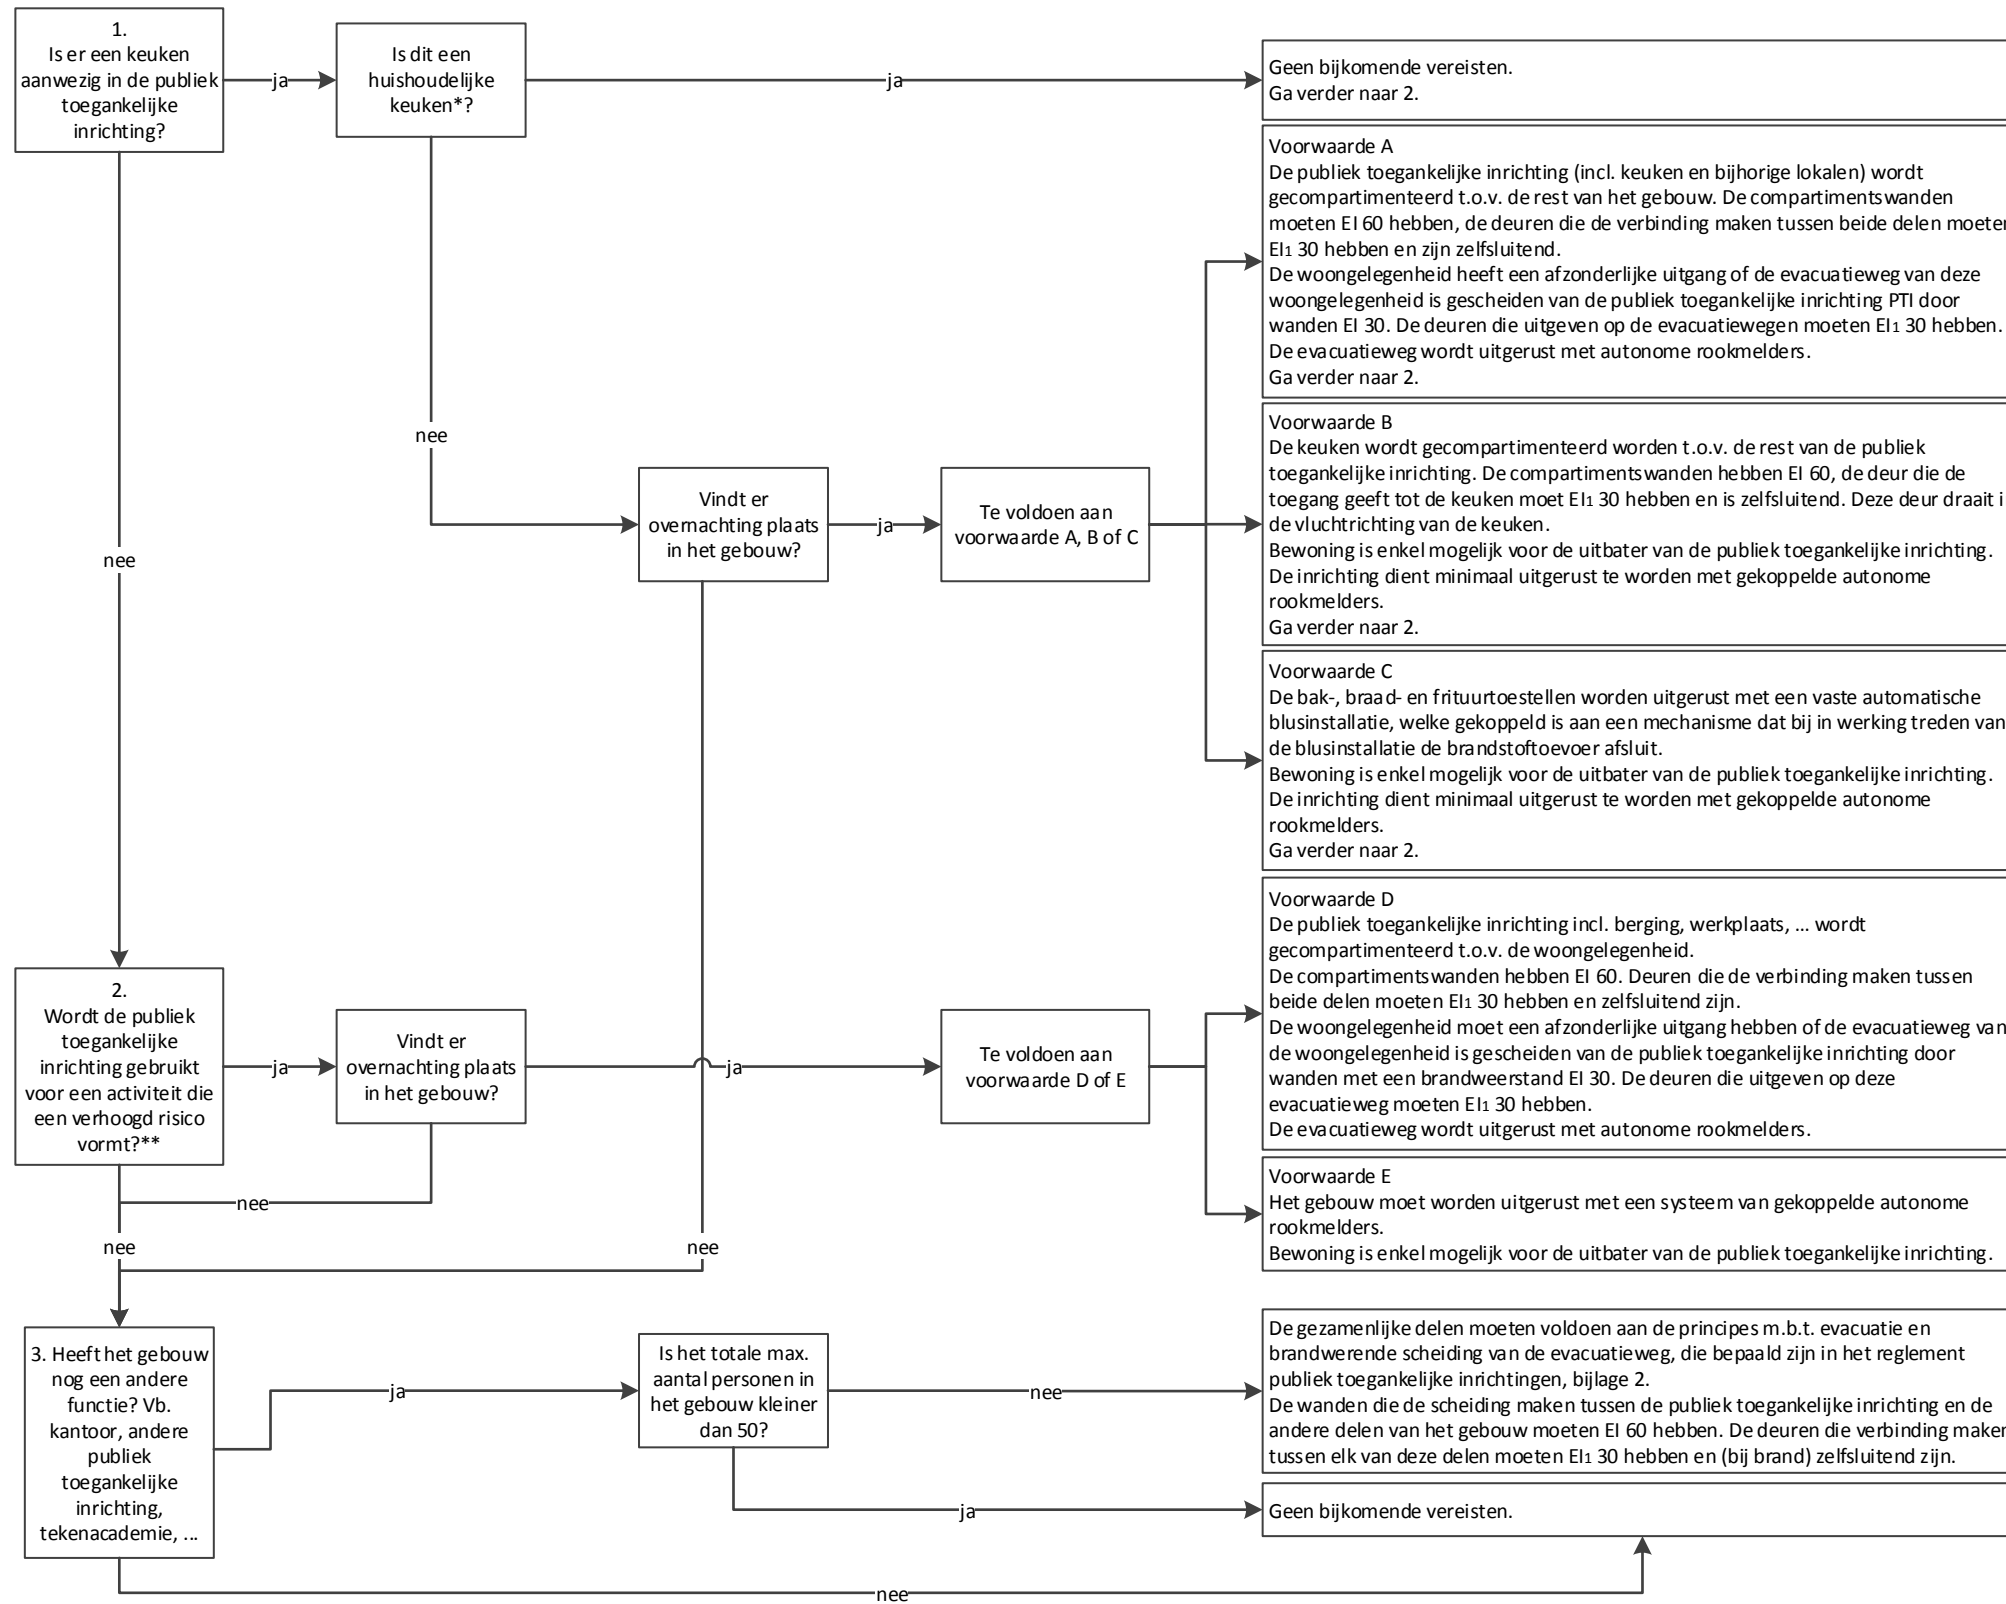 1.
Is er een keuken
aanwezig in de publiek
toegankelijke
inrichting?
ja
Is dit een
huishoudelijke
keuken*?
ja
Geen bijkomende vereisten.
Ga verder naar 2.
Voorwaarde A
De publiek toegankelijke inrichting (incl. keuken en bijhorige lokalen) wordt
gecompartimenteerd t.o.v. de rest van het gebouw. De compartimentswanden
moeten EI 60 hebben, de deuren die de verbinding maken tussen beide delen moeten
EI1 30 hebben en zijn zelfsluitend.
De woongelegenheid heeft een afzonderlijke uitgang of de evacuatieweg van deze
woongelegenheid is gescheiden van de publiek toegankelijke inrichting PTI door
wanden EI 30. De deuren die uitgeven op de evacuatiewegen moeten EI1 30 hebben.
De evacuatieweg wordt uitgerust met autonome rookmelders.
Ga verder naar 2.
nee
nee
Vindt er
overnachting plaats
in het gebouw?
ja
Te voldoen aan
voorwaarde A, B of C
Voorwaarde B
De keuken wordt gecompartimenteerd worden t.o.v. de rest van de publiek
toegankelijke inrichting. De compartimentswanden hebben EI 60, de deur die de
toegang geeft tot de keuken moet EI1 30 hebben en is zelfsluitend. Deze deur draait i
de vluchtrichting van de keuken.
Bewoning is enkel mogelijk voor de uitbater van de publiek toegankelijke inrichting.
De inrichting dient minimaal uitgerust te worden met gekoppelde autonome
rookmelders.
Ga verder naar 2.
Voorwaarde C
De bak-, braad- en frituurtoestellen worden uitgerust met een vaste automatische
blusinstallatie, welke gekoppeld is aan een mechanisme dat bij in werking treden van
de blusinstallatie de brandstoftoevoer afsluit.
Bewoning is enkel mogelijk voor de uitbater van de publiek toegankelijke inrichting.
De inrichting dient minimaal uitgerust te worden met gekoppelde autonome
rookmelders.
Ga verder naar 2.
2.
Wordt de publiek
toegankelijke
inrichting gebruikt
voor een activiteit die
een verhoogd risico
vormt?**
ja
Vindt er
overnachting plaats
in het gebouw?
ja
Te voldoen aan
voorwaarde D of E
Voorwaarde D
De publiek toegankelijke inrichting incl. berging, werkplaats, ... wordt
gecompartimenteerd t.o.v. de woongelegenheid.
De compartimentswanden hebben EI 60. Deuren die de verbinding maken tussen
beide delen moeten EI1 30 hebben en zelfsluitend zijn.
De woongelegenheid moet een afzonderlijke uitgang hebben of de evacuatieweg van
de woongelegenheid is gescheiden van de publiek toegankelijke inrichting door
wanden met een brandweerstand EI 30. De deuren die uitgeven op deze
evacuatieweg moeten EI1 30 hebben.
De evacuatieweg wordt uitgerust met autonome rookmelders.
Voorwaarde E
Het gebouw moet worden uitgerust met een systeem van gekoppelde autonome
rookmelders.
Bewoning is enkel mogelijk voor de uitbater van de publiek toegankelijke inrichting.
nee
nee
nee
3. Heeft het gebouw
nog een andere
functie? Vb.
kantoor, andere
publiek
toegankelijke
inrichting,
tekenacademie, ...
ja
Is het totale max.
aantal personen in
het gebouw kleiner
dan 50?
nee
De gezamenlijke delen moeten voldoen aan de principes m.b.t. evacuatie en
brandwerende scheiding van de evacuatieweg, die bepaald zijn in het reglement
publiek toegankelijke inrichtingen, bijlage 2.
De wanden die de scheiding maken tussen de publiek toegankelijke inrichting en de
andere delen van het gebouw moeten EI 60 hebben. De deuren die verbinding maken
tussen elk van deze delen moeten EI1 30 hebben en (bij brand) zelfsluitend zijn.
ja
Geen bijkomende vereisten.
nee